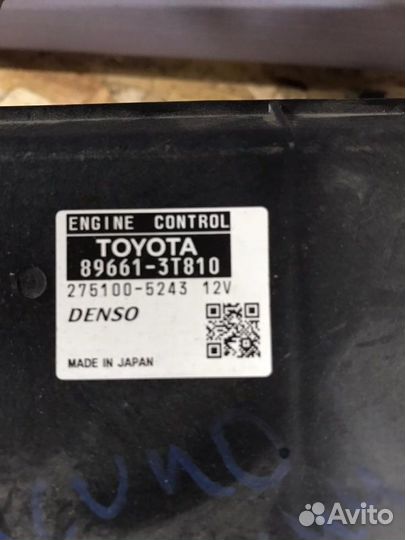 ENGINE CONTROL
TOYOTA
89661-3T810
275100-5243 12V
DENSO
MADE IN JAPAN
Avito